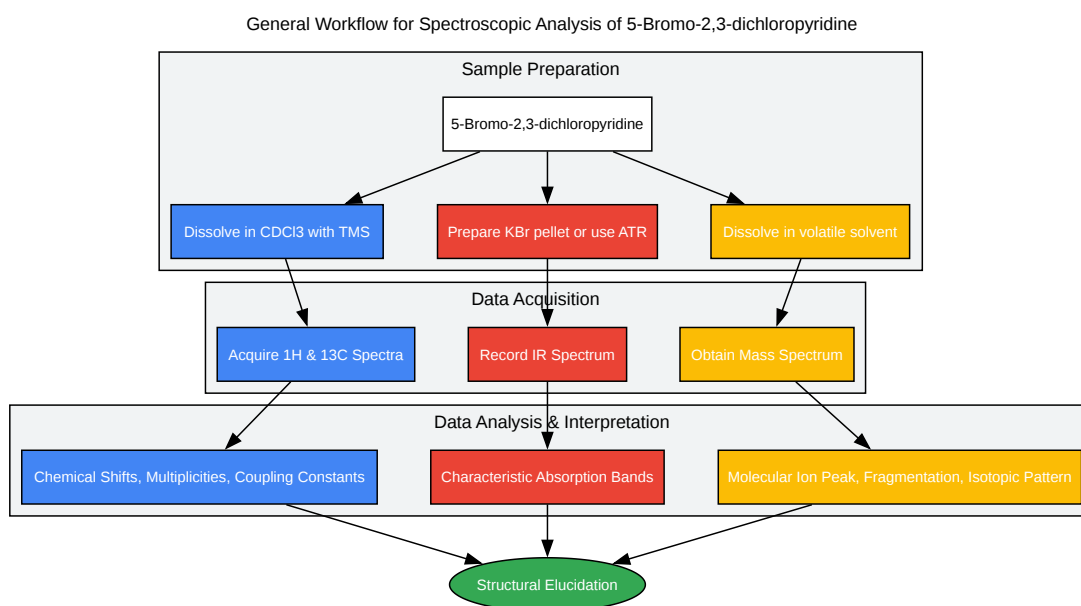 General Workflow for Spectroscopic Analysis of 5-Bromo-2,3-dichloropyridine
Sample Preparation
5-Bromo-2,3-dichloropyridine
Dissolve in CDCl3 with TMS
Prepare KBr pellet or use ATR
Dissolve in volatile solvent
Data Acquisition
Acquire 1H & 13C Spectra
Record IR Spectrum
Obtain Mass Spectrum
Data Analysis & Interpretation
Chemical Shifts, Multiplicities, Coupling Constants
Characteristic Absorption Bands
Molecular Ion Peak, Fragmentation, Isotopic Pattern
Structural Elucidation